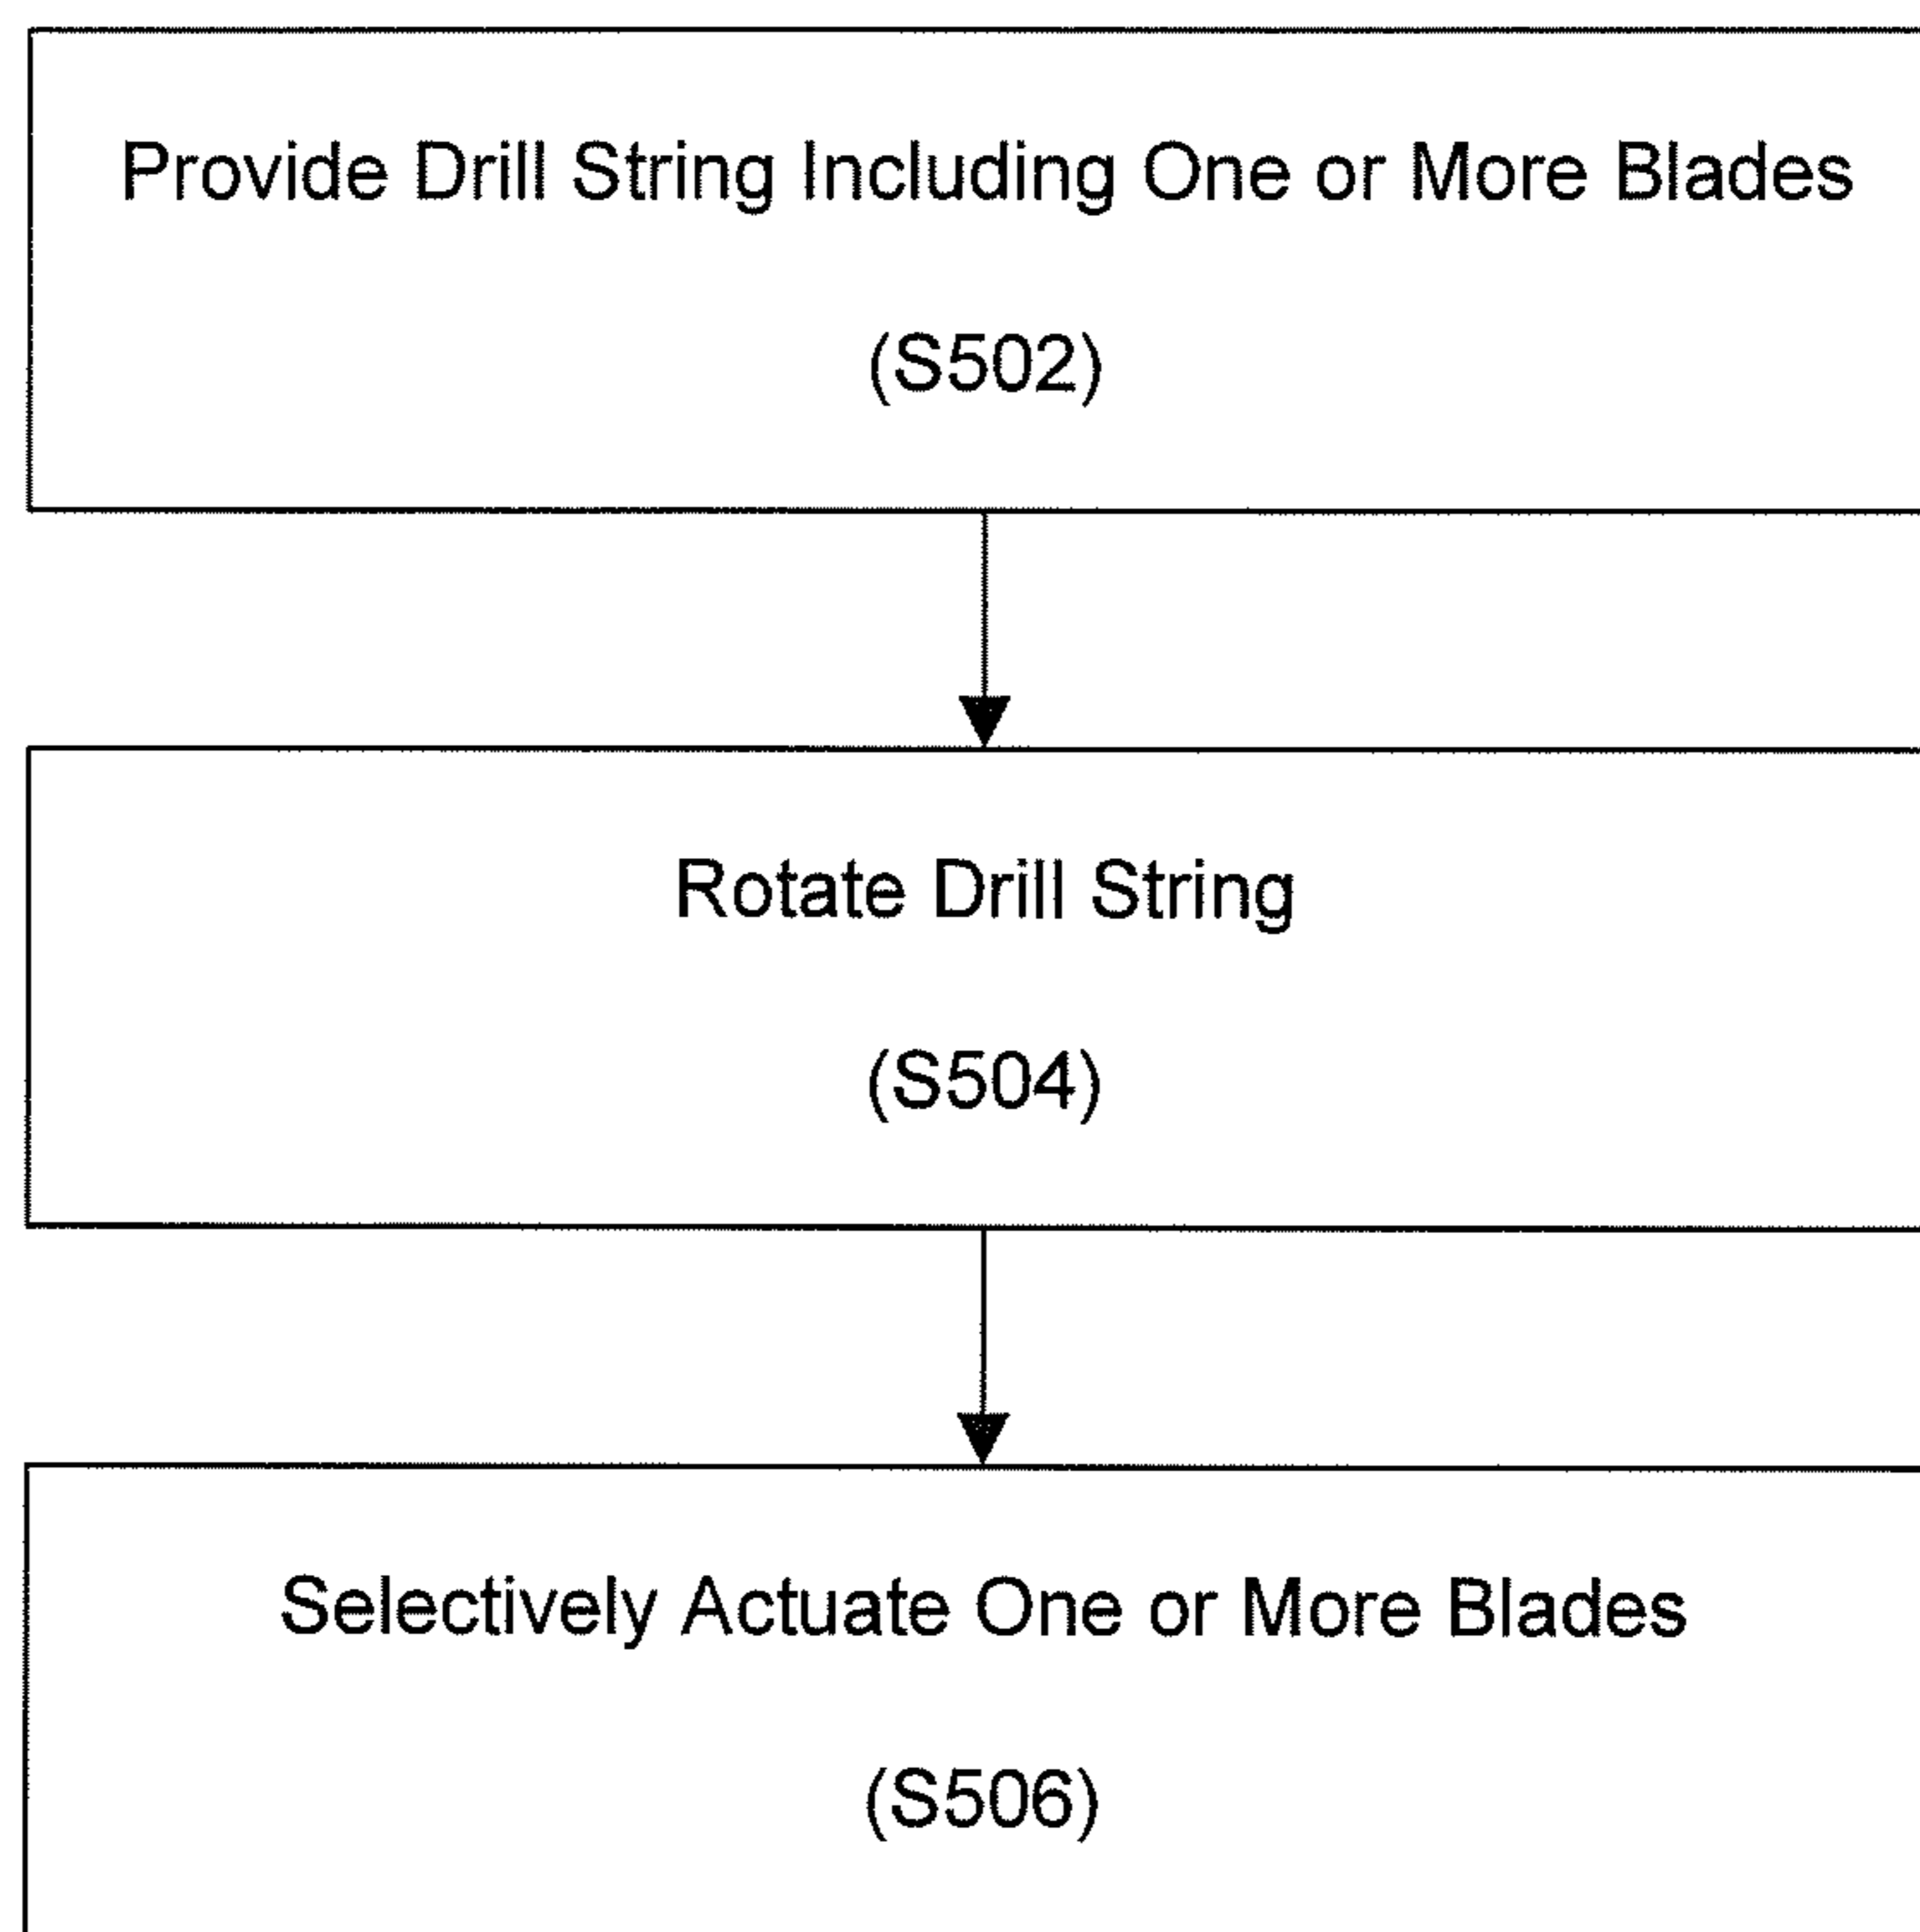 Provide Drill String Including One or More Blades
(S502)
Rotate Drill String
(S504)
Selectively Actuate One or More Blades
(S506)